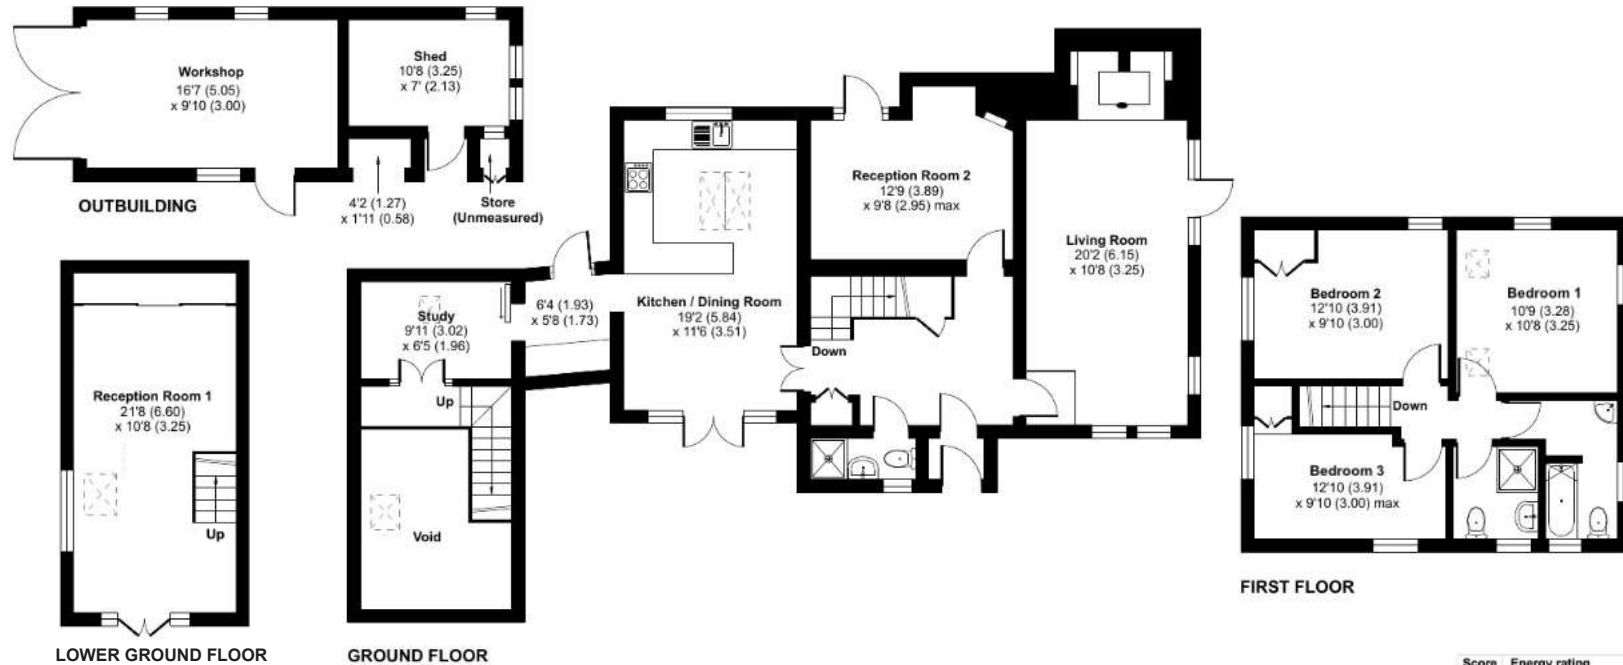 Workshop
16'7 (5.05)
x 9'10 (3.00)
Shed
10'8 (3.25)
x 7' (2.13)
OUTBUILDING
4'2 (1.27)
x 1'11 (0.58)
Store
(Unmeasured)
Reception Room 1
21'8 (6.60)
x 10'8 (3.25)
Up
LOWER GROUND FLOOR
Study
9'11 (3.02)
x 6'5 (1.96)
6'4 (1.93)
x 5'8 (1.73)
Up
Void
Kitchen / Dining Room
19'2 (5.84)
x 11'6 (3.51)
Reception Room 2
12'9 (3.89)
x 9'8 (2.95) max
Down
Living Room
20'2 (6.15)
x 10'8 (3.25)
GROUND FLOOR
Bedroom 2
12'10 (3.91)
x 9'10 (3.00)
Bedroom 1
10'9 (3.28)
x 10'8 (3.25)
Down
Bedroom 3
12'10 (3.91)
x 9'10 (3.00) max
FIRST FLOOR
Score Energy rating